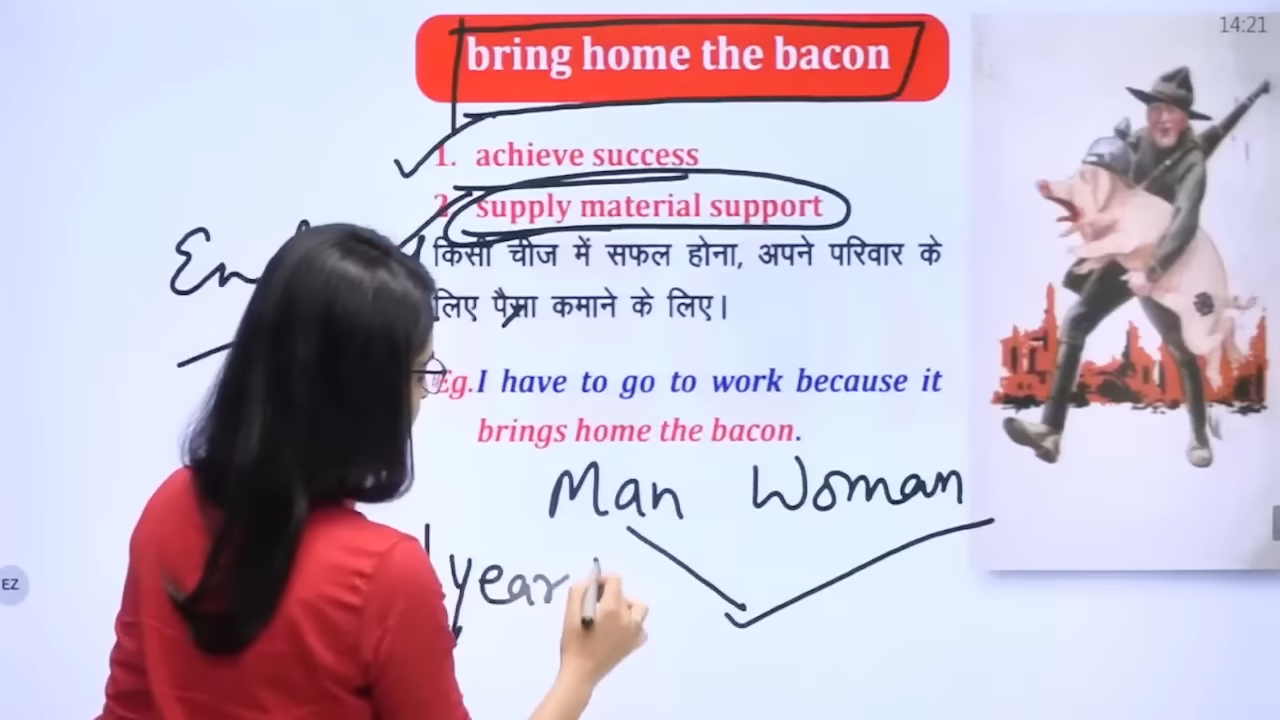 14:21
bring home the bacon
1. achieve success
2 supply material support
किसी चीज में सफल होना, अपने परिवार के
लिए पैसा कमाने के लिए।
Eg.I have to go to work because it
brings home the bacon.
Man Woman
year
EZ